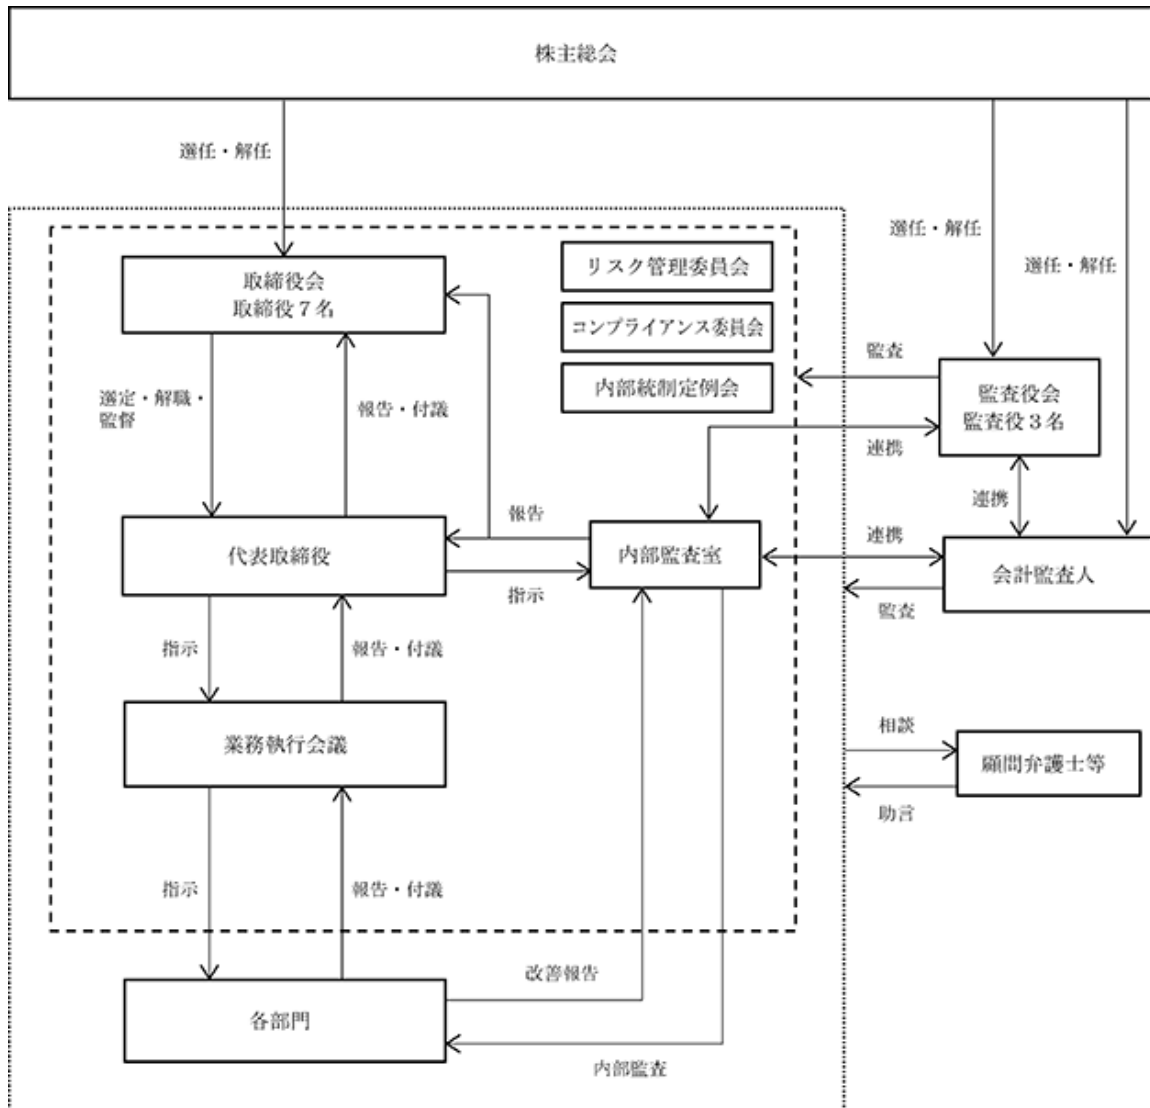 株主総会
選任・解任
選任・解任
選任・解任
取締役会
取締役7名
リスク管理委員会
コンプライアンス委員会
内部統制定例会
監査
監査役会
監査役3名
選定・解職・
監督
報告・付議
連携
連携
代表取締役
報告
指示
内部監査室
連携
会計監査人
監査
指示
報告・付議
業務執行会議
相談
顧問弁護士等
助言
指示
報告・付議
改善報告
各部門
内部監査